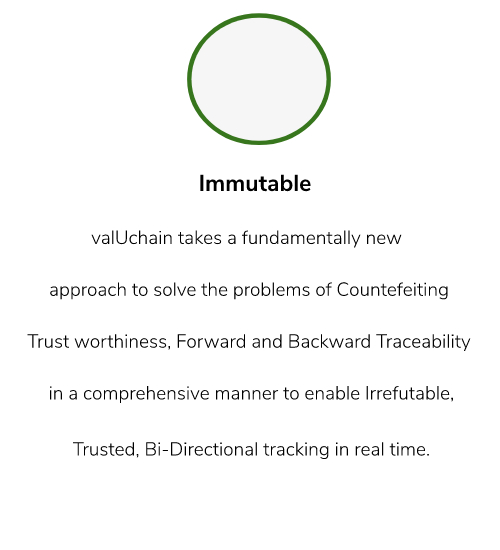 Immutable
valUchain takes a fundamentally new
approach to solve the problems of Countefeiting
Trust worthiness, Forward and Backward Traceability
in a comprehensive manner to enable Irrefutable,
Trusted, Bi-Directional tracking in real time.